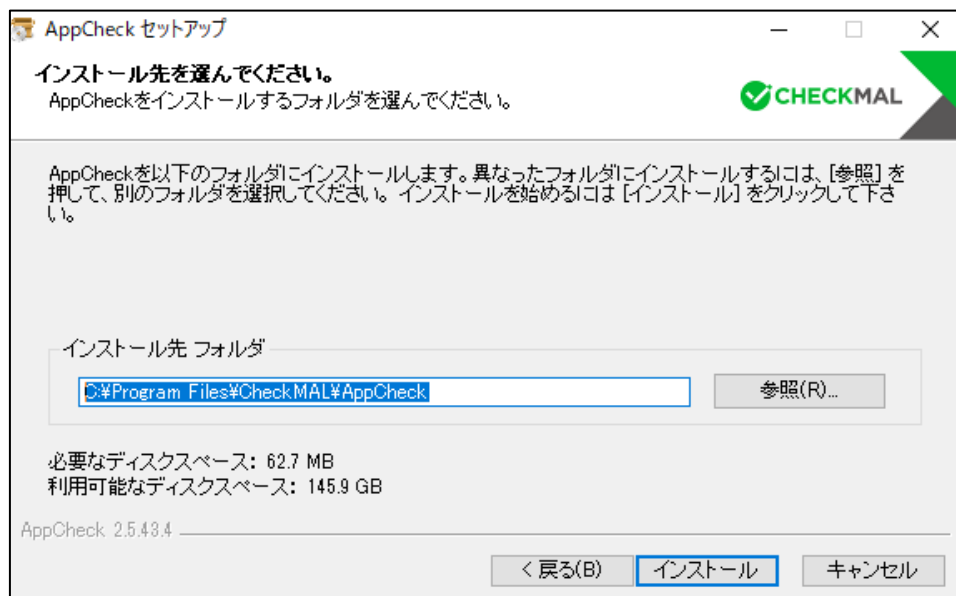 AppCheck セットアップ
インストール先を選んでください。
AppCheckをインストールするフォルダを選んでください。
CHECKMAL
AppCheckを以下のフォルダにインストールします。異なったフォルダにインストールするには、[参照] を
押して、別のフォルダを選択してください。インストールを始めるには [インストール] をクリックして下さ
い。
インストール先 フォルダ
C:¥Program Files¥CheckMAL¥AppCheck
参照(R)...
必要なディスクスペース: 62.7 MB
利用可能なディスクスペース: 145.9 GB
AppCheck 2.5.43.4
< 戻る(B)
インストール
キャンセル